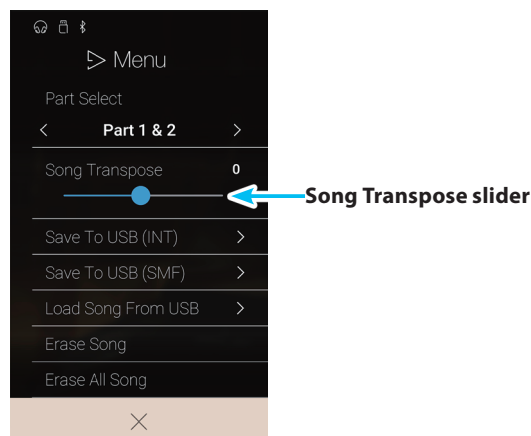 Menu
Part Select
< Part 1 & 2 >
Song Transpose 0
Song Transpose slider
Save To USB (INT) >
Save To USB (SMF) >
Load Song From USB >
Erase Song
Erase All Song